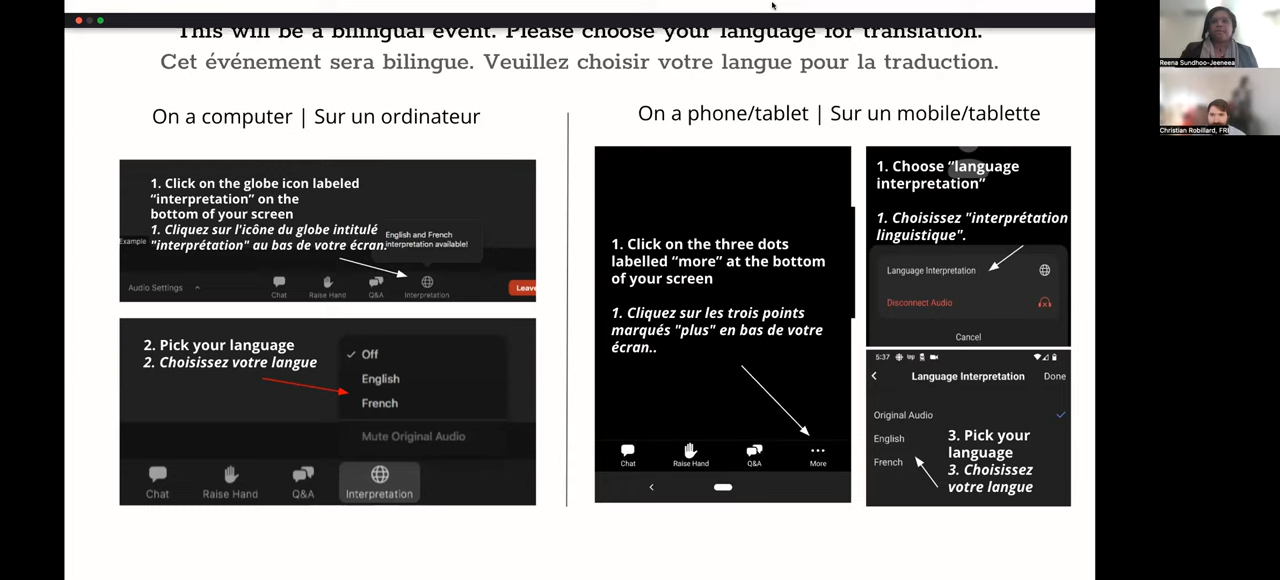 This will be a bilingual event. Please choose your language for translation.
Cet événement sera bilingue. Veuillez choisir votre langue pour la traduction.
On a computer | Sur un ordinateur
1. Click on the globe icon labeled
“interpretation” on the
bottom of your screen
1. Cliquez sur l'icône du globe intitulé
"interprétation" au bas de votre écran.
Example
English and French
interpretation available!
Audio Settings
Chat
Raise Hand
Q&A
Interpretation
Leave
2. Pick your language
2. Choisissez votre langue
Off
English
French
Mute Original Audio
Chat
Raise Hand
Q&A
Interpretation
On a phone/tablet | Sur un mobile/tablette
1. Click on the three dots
labelled “more” at the bottom
of your screen
1. Cliquez sur les trois points
marqués "plus" en bas de votre
écran..
Chat
Raise Hand
Q&A
More
1. Choose “language
interpretation”
1. Choisissez "interprétation
linguistique".
Language Interpretation
Disconnect Audio
Cancel
5:37
Language Interpretation
Done
Original Audio
English
French
3. Pick your
language
3. Choisissez
votre langue
Reena Sundhoo-Jeeneea
Christian Robillard, FRI